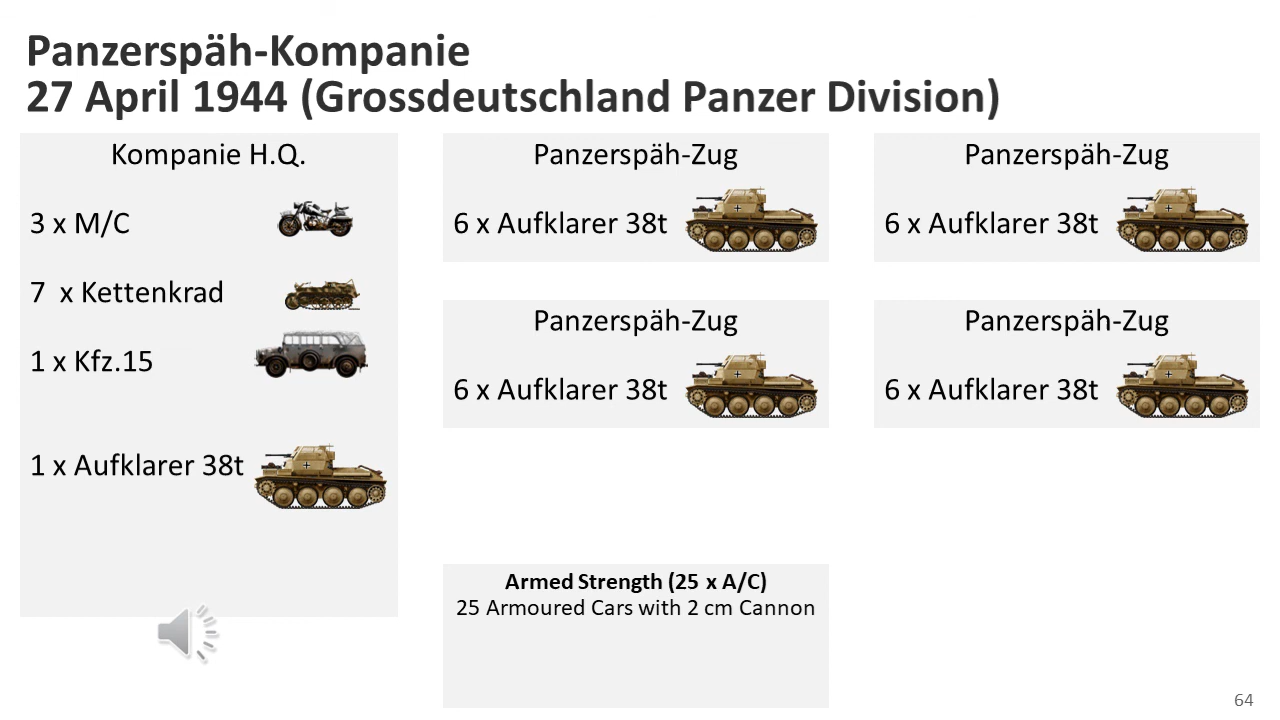 Panzerspäh-Kompanie
27 April 1944 (Grossdeutschland Panzer Division)
Kompanie H.Q.
3 x M/C
7  x Kettenkrad
1 x Kfz.15
1 x Aufklarer 38t
Panzerspäh-Zug
6 x Aufklarer 38t
Panzerspäh-Zug
6 x Aufklarer 38t
Panzerspäh-Zug
6 x Aufklarer 38t
Panzerspäh-Zug
6 x Aufklarer 38t
Armed Strength (25 x A/C)
25 Armoured Cars with 2 cm Cannon
64